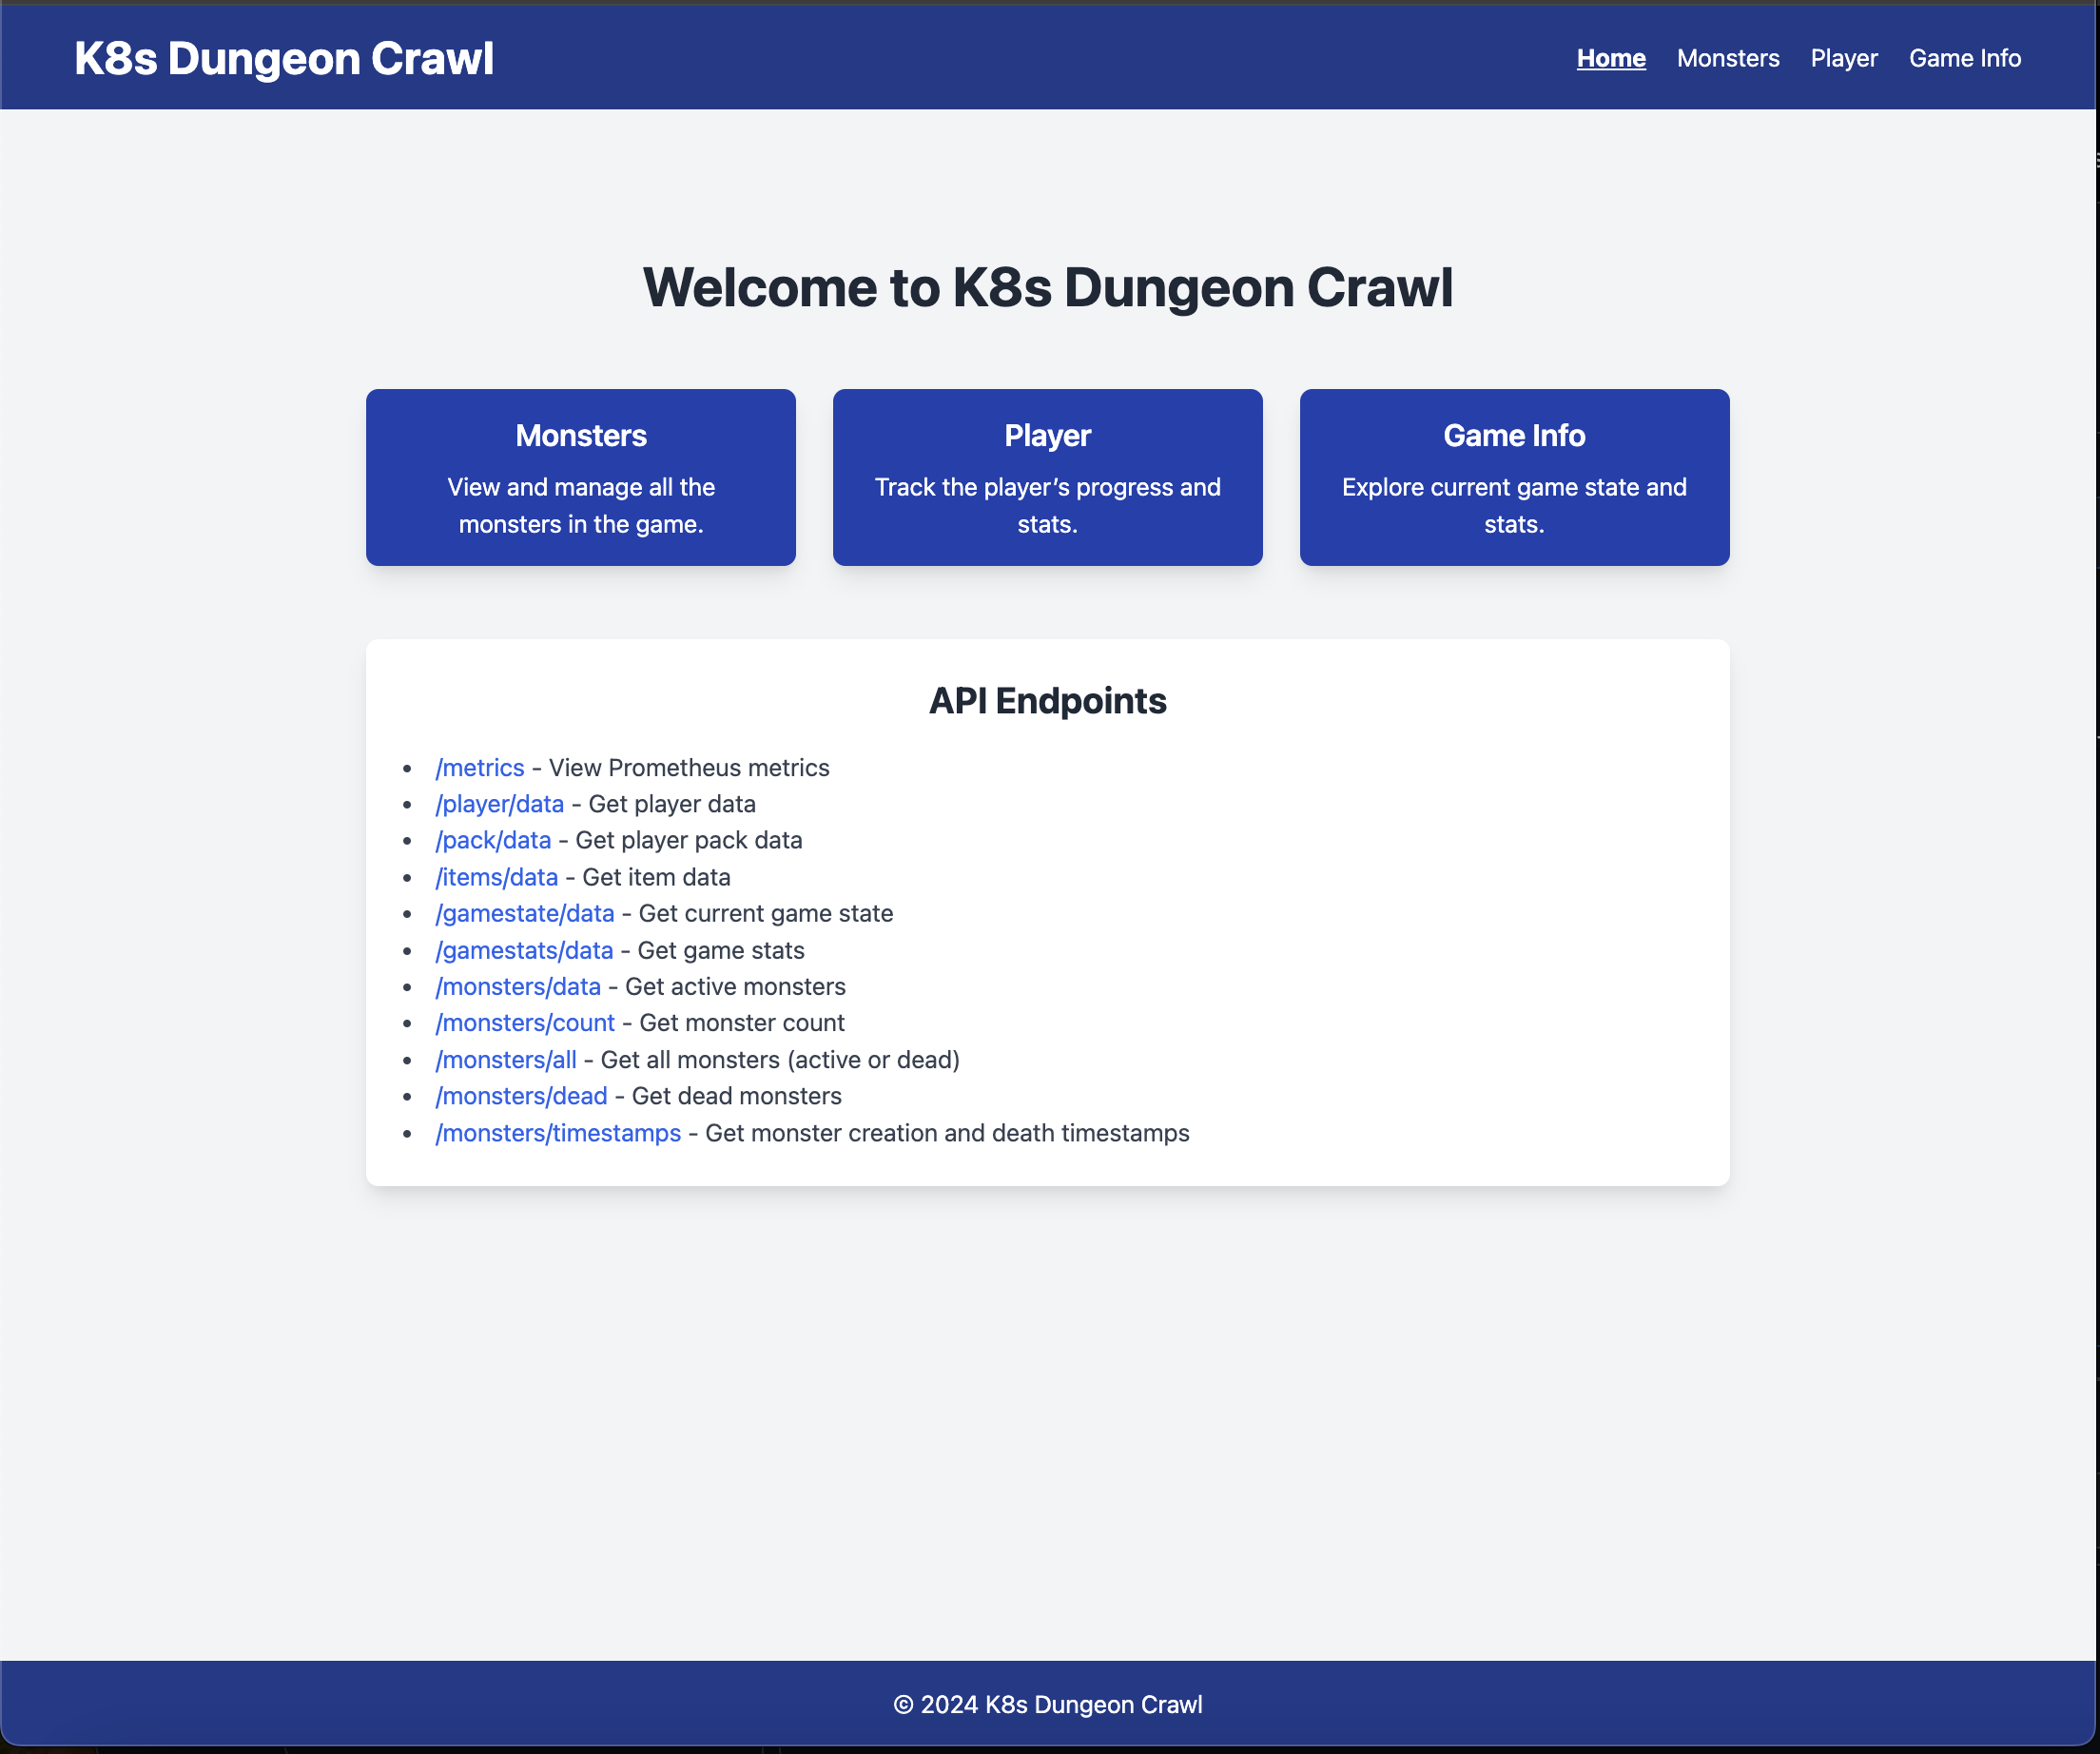 K8s Dungeon Crawl
Home Monsters Player Game Info
Welcome to K8s Dungeon Crawl
Monsters
View and manage all the
monsters in the game.
Player
Track the player’s progress and
stats.
Game Info
Explore current game state and
stats.
API Endpoints
/metrics - View Prometheus metrics
/player/data - Get player data
/pack/data - Get player pack data
/items/data - Get item data
/gamestate/data - Get current game state
/gamestats/data - Get game stats
/monsters/data - Get active monsters
/monsters/count - Get monster count
/monsters/all - Get all monsters (active or dead)
/monsters/dead - Get dead monsters
/monsters/timestamps - Get monster creation and death timestamps
© 2024 K8s Dungeon Crawl